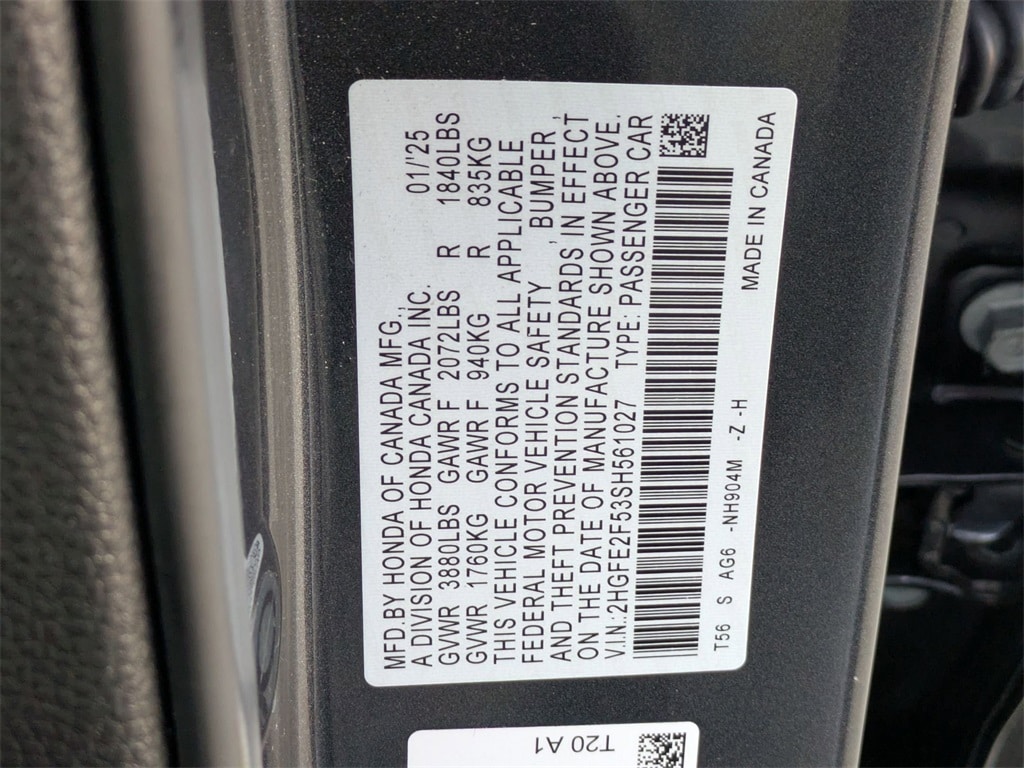 MFD.BY HONDA OF CANADA MFG., 01/'25
A DIVISION OF HONDA CANADA INC.
GVWR 3880LBS GAWR F 2072LBS R 1840LBS
GVWR 1760KG GAWR F 940KG R 835KG
THIS VEHICLE CONFORMS TO ALL APPLICABLE
FEDERAL MOTOR VEHICLE SAFETY , BUMPER ,
AND THEFT PREVENTION STANDARDS IN EFFECT
ON THE DATE OF MANUFACTURE SHOWN ABOVE.
V.I.N.:2HGFE2F53SH561027 TYPE: PASSENGER CAR
T56 S AG6 -NH904M -Z -H
MADE IN CANADA
T20 A1